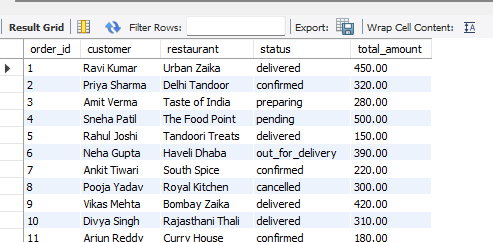 Result Grid Filter Rows: Export: Wrap Cell Content:
order_id customer restaurant status total_amount
1 Ravi Kumar Urban Zaika delivered 450.00
2 Priya Sharma Delhi Tandoor confirmed 320.00
3 Amit Verma Taste of India preparing 280.00
4 Sneha Patil The Food Point pending 500.00
5 Rahul Joshi Tandoori Treats delivered 150.00
6 Neha Gupta Haveli Dhaba out_for_delivery 390.00
7 Ankit Tiwari South Spice confirmed 220.00
8 Pooja Yadav Royal Kitchen cancelled 300.00
9 Vikas Mehta Bombay Zaika delivered 420.00
10 Divya Singh Rajasthani Thali delivered 310.00
11 Arjun Reddy Curry House confirmed 180.00